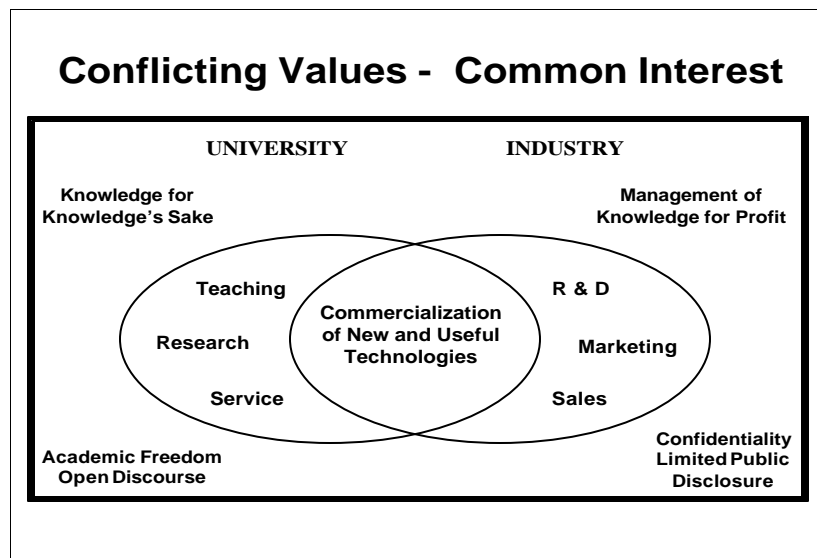 Conflicting Values - Common Interest
UNIVERSITY
INDUSTRY
Knowledge for
Knowledge's Sake
Management of
Knowledge for Profit
Teaching
Research
Service
Commercialization
of New and Useful
Technologies
R & D
Marketing
Sales
Academic Freedom
Open Discourse
Confidentiality
Limited Public
Disclosure